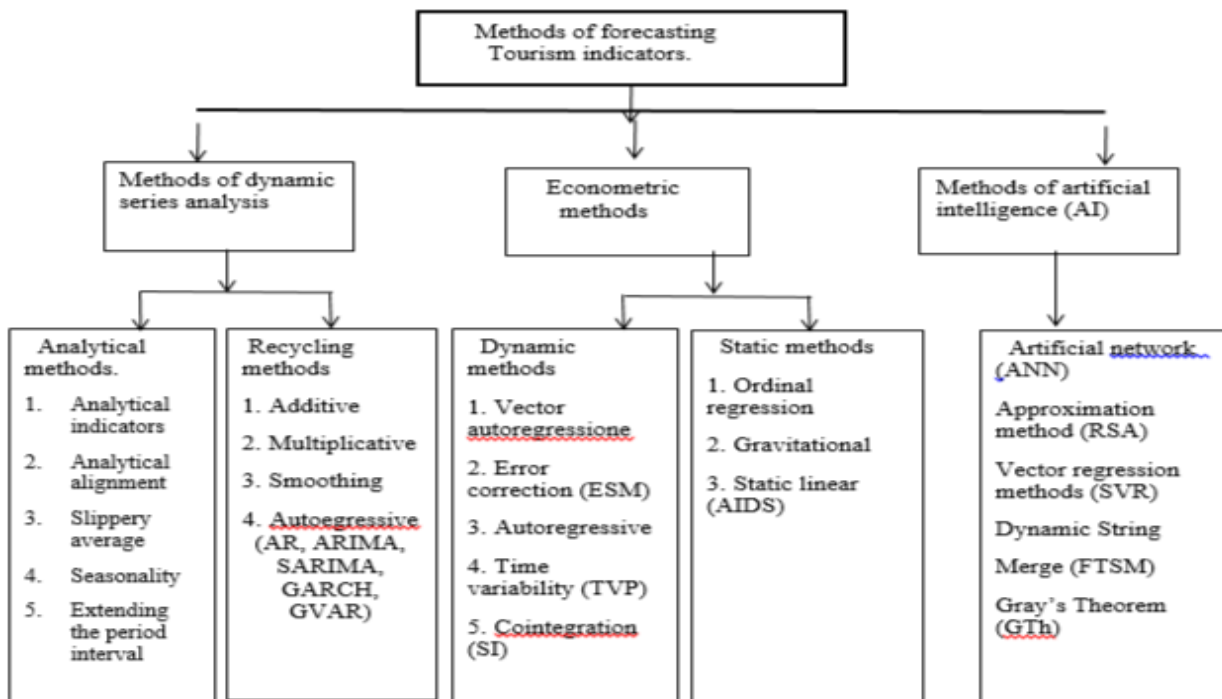 Methods of forecasting
Tourism indicators.
Methods of dynamic
series analysis
Econometric
methods
Methods of artificial
intelligence (AI)
Analytical
methods.
1. Analytical
indicators
2. Analytical
alignment
3. Slippery
average
4. Seasonality
5. Extending
the period
interval
Recycling
methods
1. Additive
2. Multiplicative
3. Smoothing
4. Autoegressive
(AR, ARIMA,
SARIMA,
GARCH,
GVAR)
Dynamic
methods
1. Vector
autoregressione
2. Error
correction (ESM)
3. Autoregressive
4. Time
variability (TVP)
5. Cointegration
(SI)
Static methods
1. Ordinal
regression
2. Gravitational
3. Static linear
(AIDS)
Artificial network
(ANN)
Approximation
method (RSA)
Vector regression
methods (SVR)
Dynamic String
Merge (FTSM)
Gray’s Theorem
(GTh)